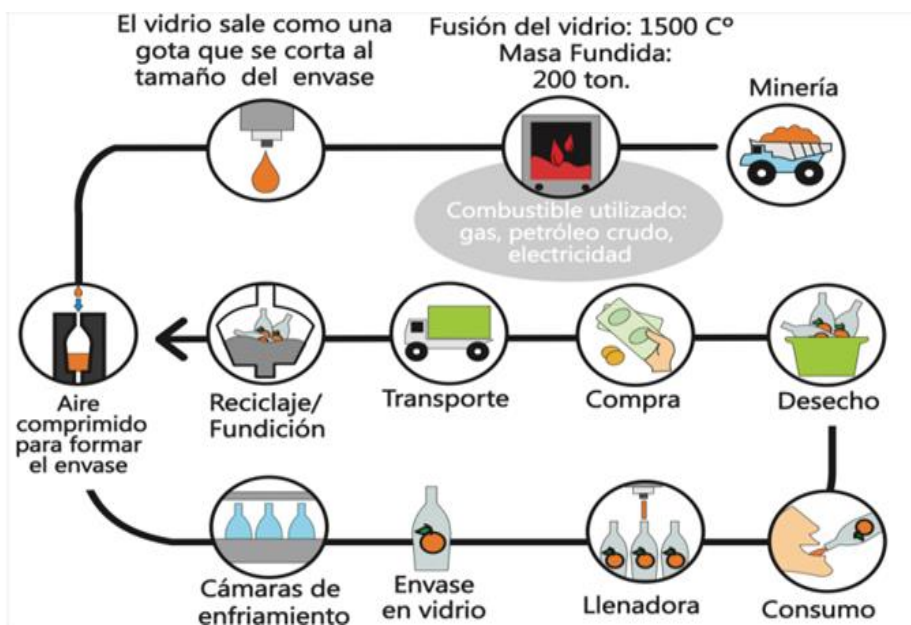 El vidrio sale como una
gota que se corta al
tamaño del envase
Fusión del vidrio: 1500 Cº
Masa Fundida:
200 ton.
Minería
Combustible utilizado:
gas, petróleo crudo,
electricidad
Aire
comprimido
para formar
el envase
Reciclaje/
Fundición
Transporte
Compra
Desecho
Cámaras de
enfriamiento
Envase
en vidrio
Llenadora
Consumo